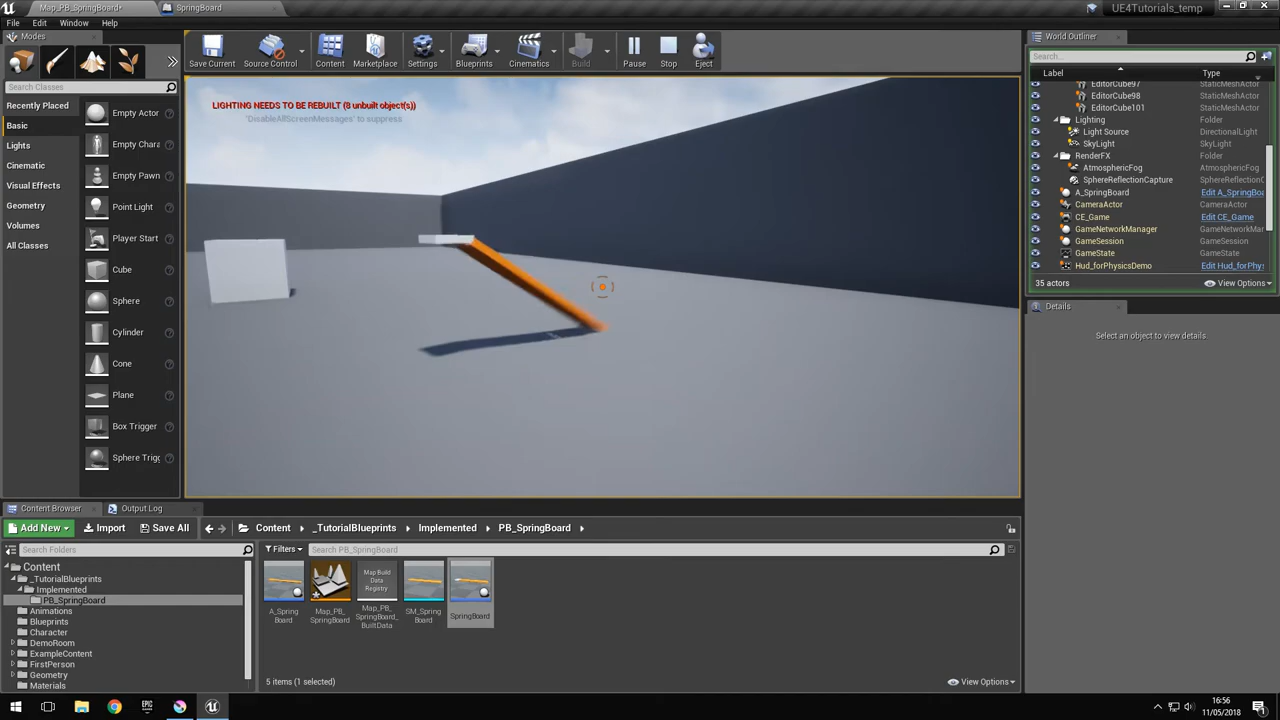 Map_PB_SpringBoard*
SpringBoard
UE4Tutorials_temp
File Edit Window Help
Modes
Search Classes
Recently Placed
Basic
Lights
Cinematic
Visual Effects
Geometry
Volumes
All Classes
Empty Actor
Empty Chara
Empty Pawn
Point Light
Player Start
Cube
Sphere
Cylinder
Cone
Plane
Box Trigger
Sphere Trigg
Save Current
Source Control
Content
Marketplace
Settings
Blueprints
Cinematics
Build
Pause
Stop
Eject
LIGHTING NEEDS TO BE REBUILT (8 unbuilt object(s))
'DisableAllScreenMessages' to suppress
World Outliner
Search...
Label Type
EditorCube97 StaticMeshActor
EditorCube98 StaticMeshActor
EditorCube101 StaticMeshActor
Lighting Folder
Light Source DirectionalLight
SkyLight SkyLight
RenderFX Folder
AtmosphericFog AtmosphericFog
SphereReflectionCapture SphereReflectionC
A_SpringBoard Edit A_SpringBoa
CameraActor CameraActor
CE_Game Edit CE_Game
GameNetworkManager GameNetworkMar
GameSession GameSession
GameState GameState
Hud_forPhysicsDemo Edit Hud_forPhys
35 actors
View Options
Details
Select an object to view details.
Content Browser
Output Log
Add New
Import
Save All
Content
_TutorialBlueprints
Implemented
PB_SpringBoard
Search Folders
Filters
Search PB_SpringBoard
Content
_TutorialBlueprints
Implemented
PB_SpringBoard
Animations
Blueprints
Character
DemoRoom
ExampleContent
FirstPerson
Geometry
Materials
A_Spring
Board
Map_PB_
SpringBoard
Map Build
Data
Registry
Map_PB_
SpringBoard_
BuiltData
SM_Spring
Board
SpringBoard
5 items (1 selected)
View Options
EPIC
16:56
11/05/2018
1